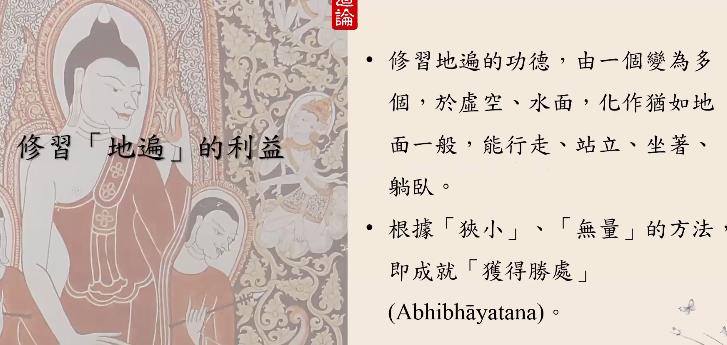 論
修習「地遍」的利益
• 修習地遍的功德，由一個變為多
個，於虛空、水面，化作猶如地
面一般，能行走、站立、坐著、
躺臥。
• 根據「狹小」、「無量」的方法，
即成就「獲得勝處」
(Abhibhāyatana)。